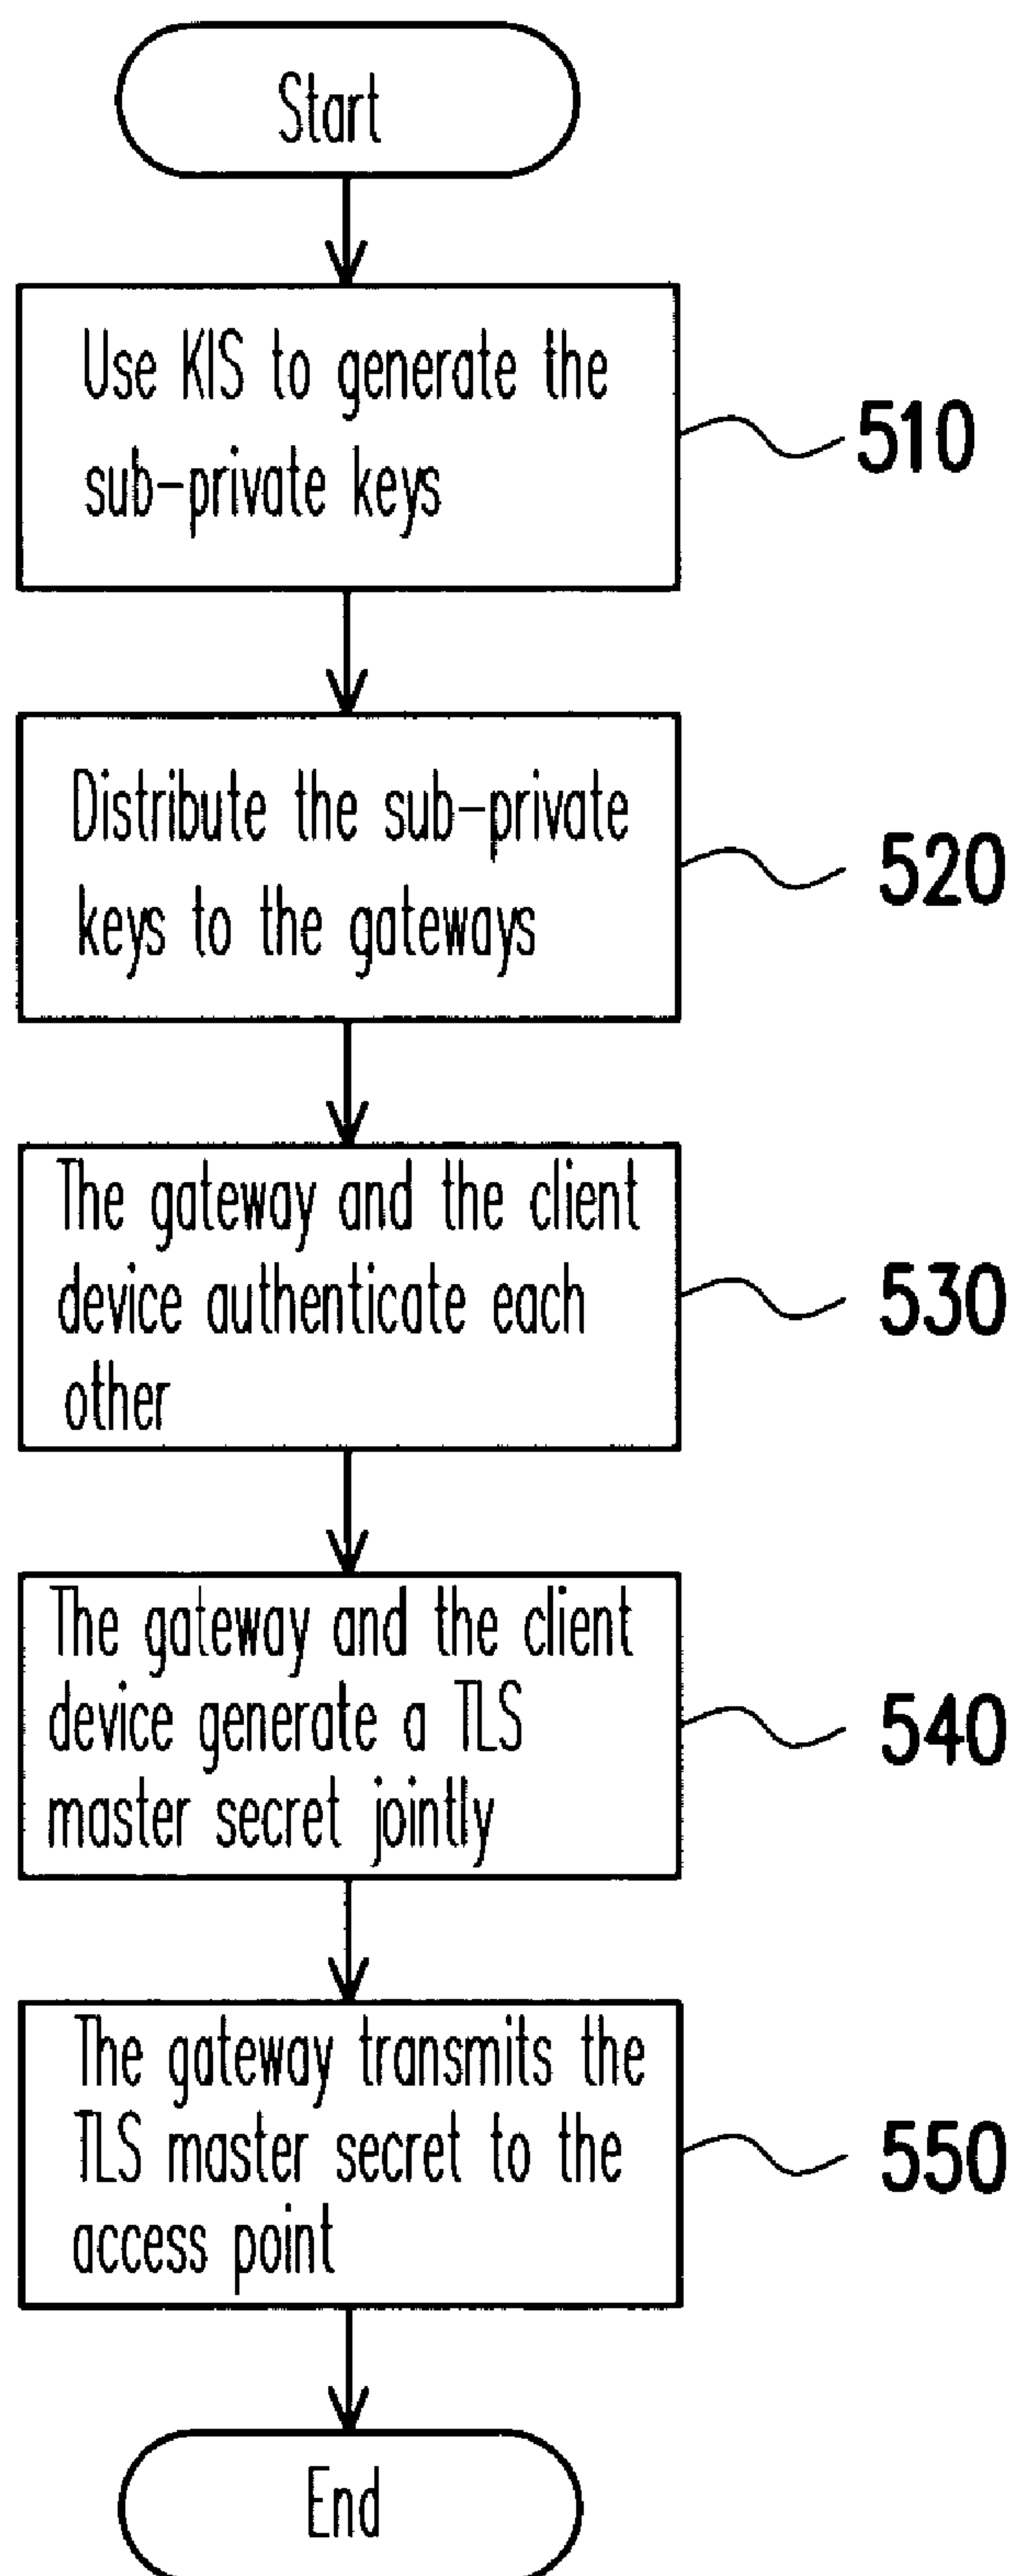 Start
Use KIS to generate the
sub-private keys
510
Distribute the sub-private
keys to the gateways
520
The gateway and the client
device authenticate each
other
530
The gateway and the client
device generate a TLS
master secret jointly
540
The gateway transmits the
TLS master secret to the
access point
550
End